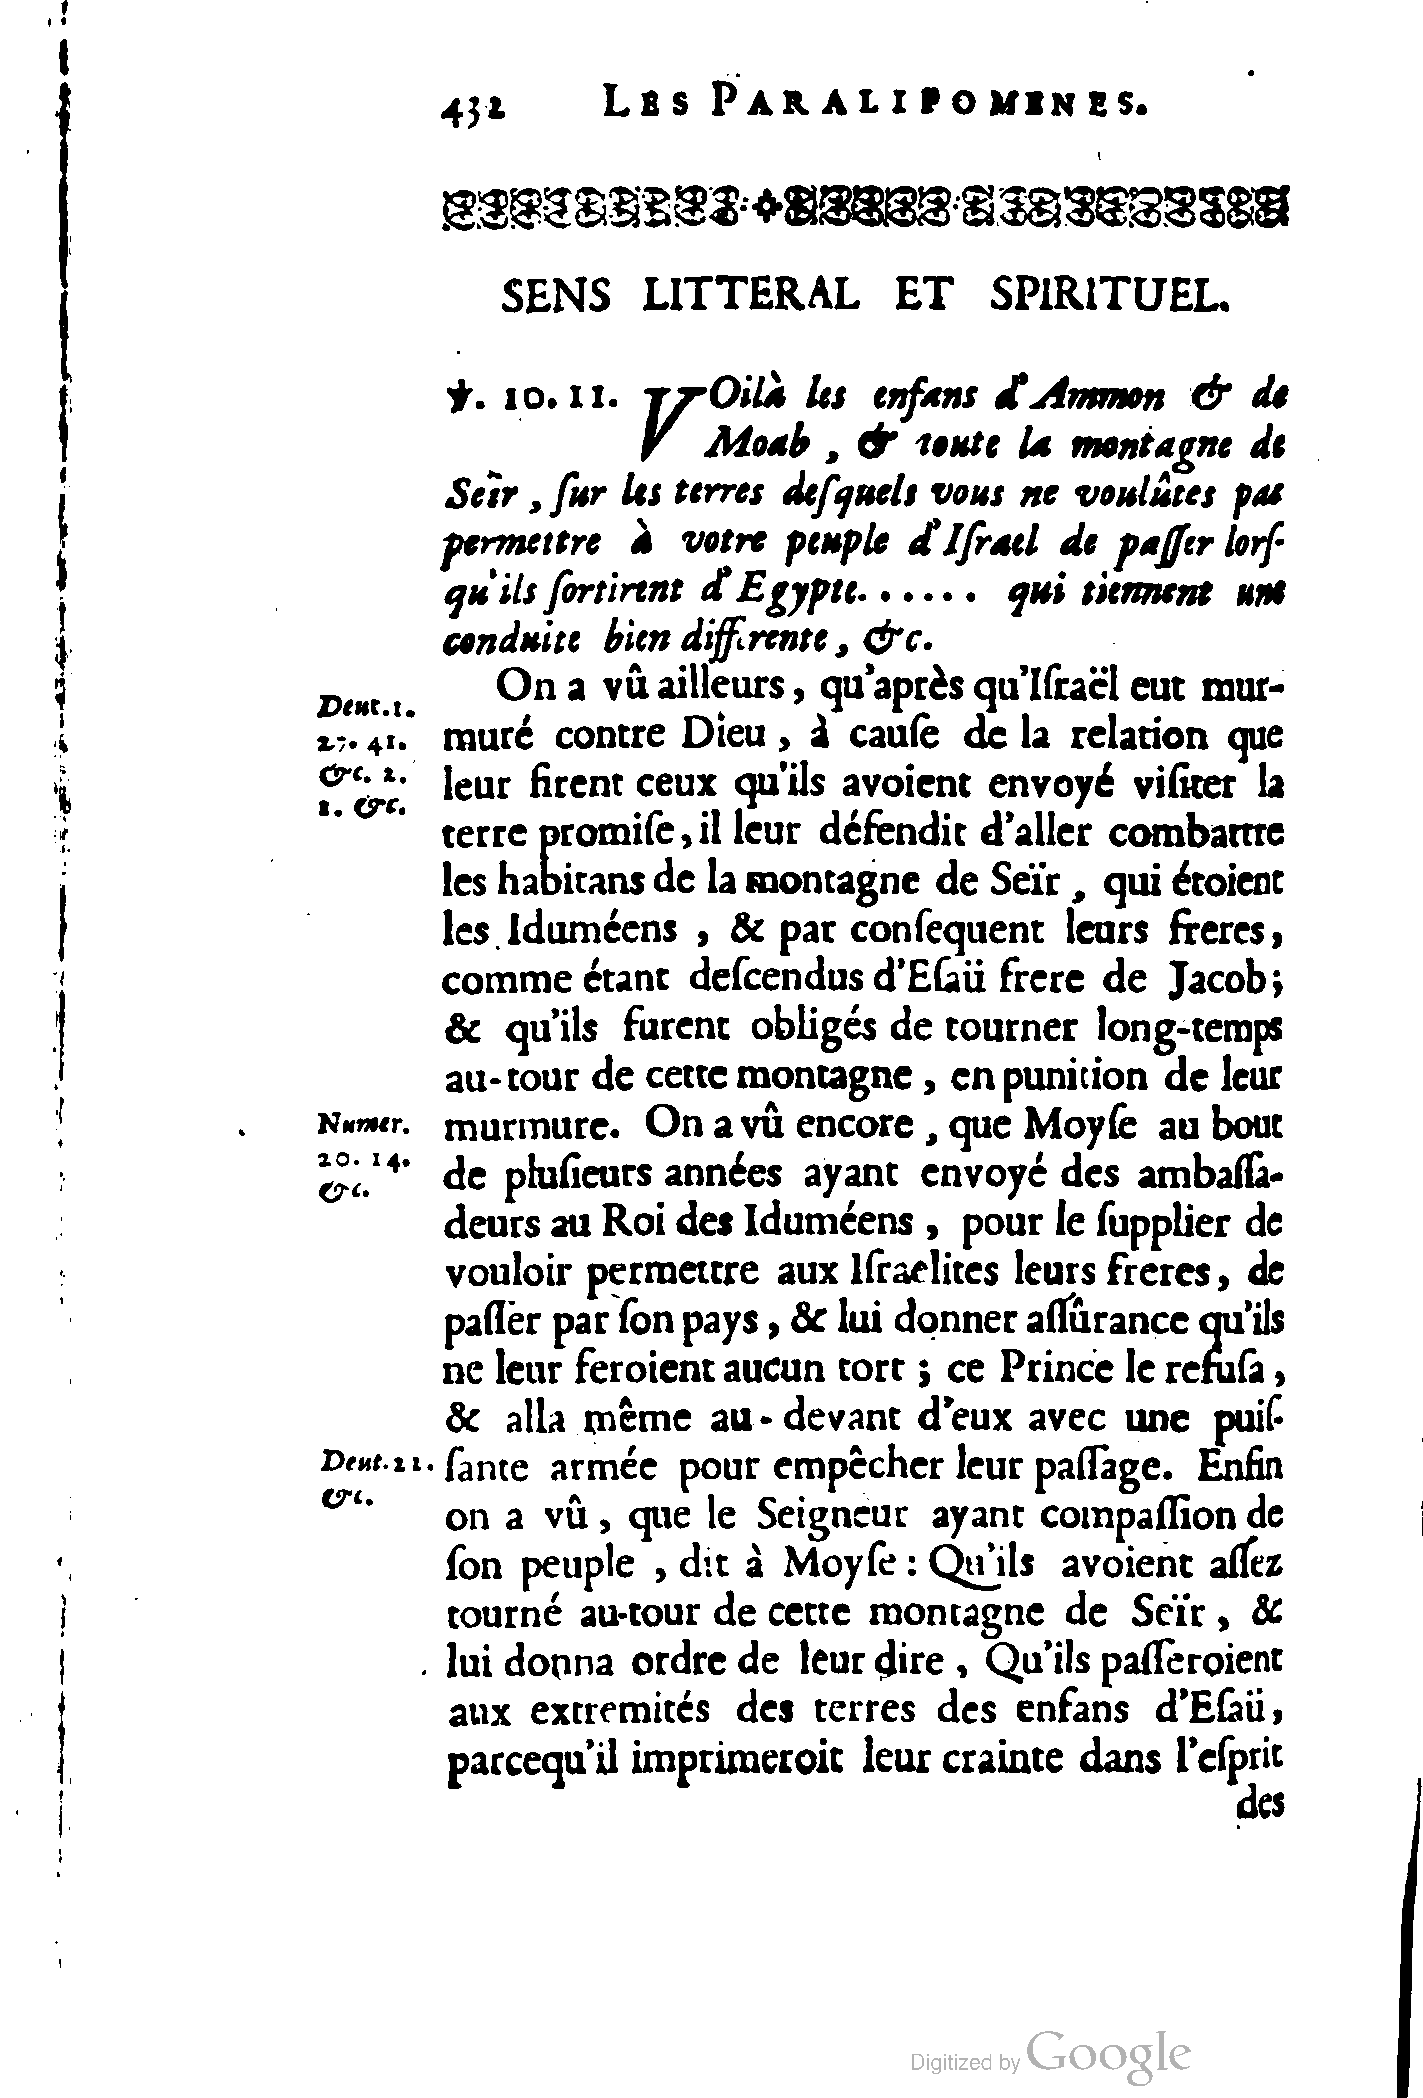 432 LES PARALIPOMENES.
SENS LITTERAL ET SPIRITUEL.
℣. 10. 11. VOilà les enfans d'Ammon & de
Moab, & toute la montagne de
Seïr, ſur les terres deſquels vous ne voulûtes pas
permettre à votre peuple d'Iſrael de paſſer lorſ-
qu'ils ſortirent d'Egypte...... qui tiennent une
conduite bien differente, &c.
On a vû ailleurs, qu'après qu'Iſraël eut mur-
Deut. 1.
27. 41.
&c. 2.
1. &c.
muré contre Dieu, à cauſe de la relation que
leur firent ceux qu'ils avoient envoyé viſiter la
terre promiſe, il leur défendit d'aller combattre
les habitans de la montagne de Seïr, qui étoient
les Iduméens, & par conſequent leurs freres,
comme étant deſcendus d'Eſaü frere de Jacob;
& qu'ils furent obligés de tourner long-temps
au-tour de cette montagne, en punition de leur
Numer.
20. 14.
&c.
murmure. On a vû encore, que Moyſe au bout
de pluſieurs années ayant envoyé des ambaſſa-
deurs au Roi des Iduméens, pour le ſupplier de
vouloir permettre aux Iſraelites leurs freres, de
paſſer par ſon pays, & lui donner aſſûrance qu'ils
ne leur feroient aucun tort; ce Prince le refuſa,
& alla même au-devant d'eux avec une puiſ-
Deut. 22.
&c.
ſante armée pour empêcher leur paſſage. Enfin
on a vû, que le Seigneur ayant compaſſion de
ſon peuple, dit à Moyſe: Qu'ils avoient aſſez
tourné au-tour de cette montagne de Seïr, &
lui donna ordre de leur dire, Qu'ils paſſeroient
aux extremités des terres des enfans d'Eſaü,
parcequ'il imprimeroit leur crainte dans l'eſprit
des
Digitized by Google